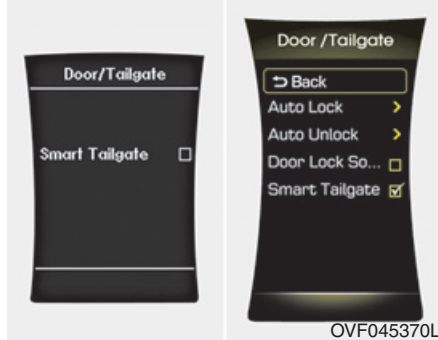 Door/Tailgate
Smart Tailgate
Door /Tailgate
Back
Auto Lock >
Auto Unlock >
Door Lock So...
Smart Tailgate
OVF045370L